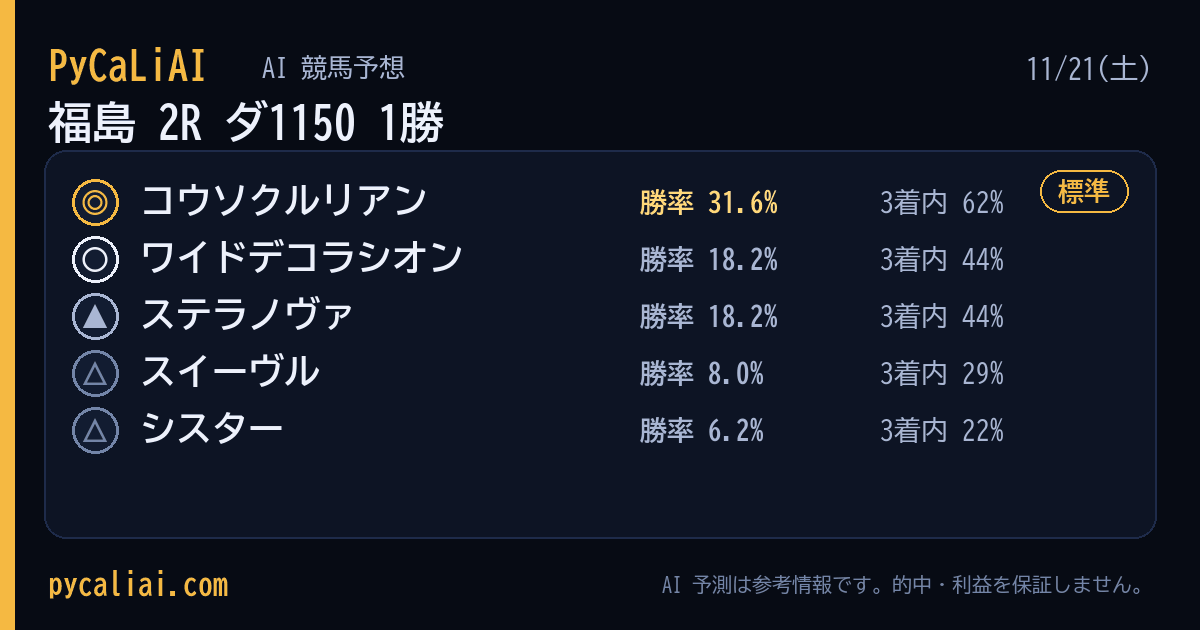 PyCaLiAI AI 競馬予想 11/21(土)
福島 2R ダ1150 1勝
◎ コウソクルリアン 勝率 31.6% 3着内 62% 標準
○ ワイドデコラシオン 勝率 18.2% 3着内 44%
▲ ステラノヴァ 勝率 18.2% 3着内 44%
△ スイーヴル 勝率 8.0% 3着内 29%
△ シスター 勝率 6.2% 3着内 22%
pycaliai.com AI 予測は参考情報です。的中・利益を保証しません。